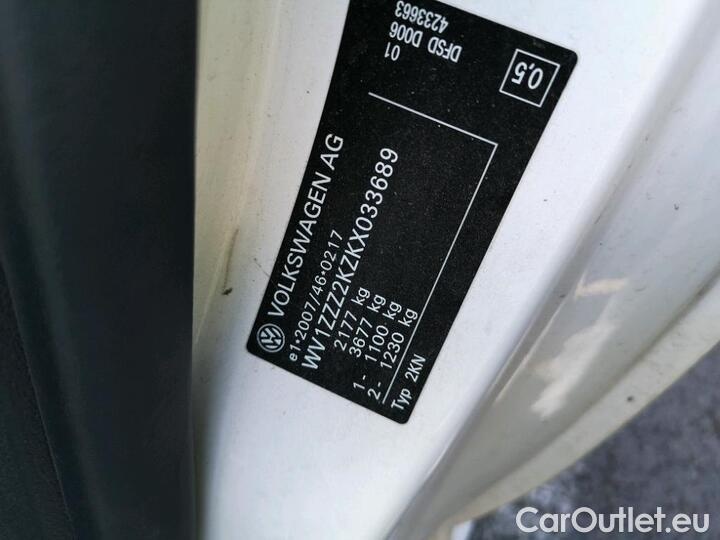 VOLKSWAGEN AG
e1*2007/46*0217
WV1ZZZ2KZKX033689
2177 kg
3677 kg
1- 1100 kg
2- 1230 kg
Typ 2KN
01
DFSD D006
4233663
0,5
CarOutlet.eu